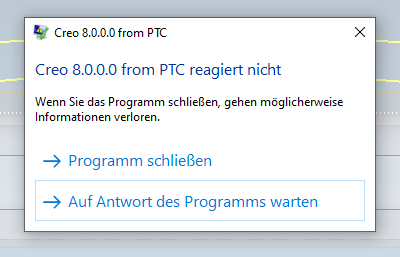 Creo 8.0.0.0 from PTC
Creo 8.0.0.0 from PTC reagiert nicht
Wenn Sie das Programm schließen, gehen möglicherweise
Informationen verloren.
Programm schließen
Auf Antwort des Programms warten